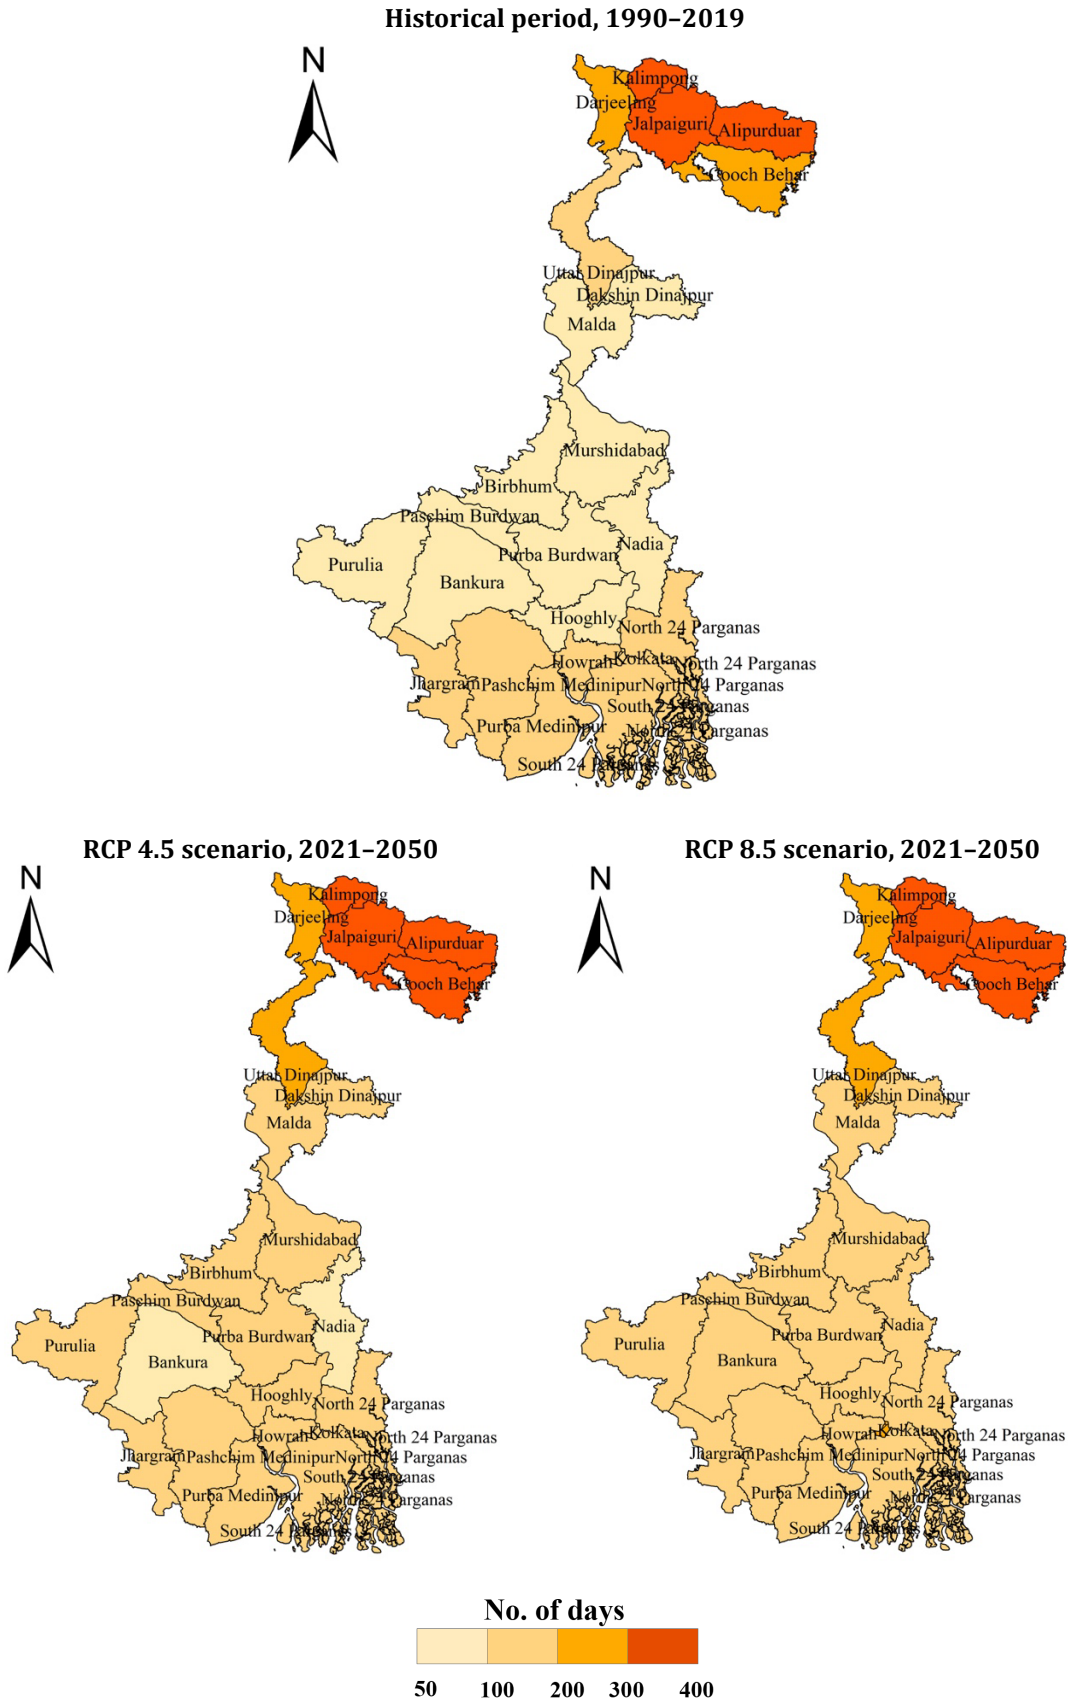 Historical period, 1990–2019
N
Kalimpong
Darjeeling
Jalpaiguri
Alipurduar
Cooch Behar
Uttar Dinajpur
Dakshin Dinajpur
Malda
Murshidabad
Birbhum
Paschim Burdwan
Nadia
Purba Burdwan
Purulia
Bankura
Hooghly
North 24 Parganas
Howrah
Kolkata
North 24 Parganas
Jhargram
Pashchim Medinipur
North 24 Parganas
South 24 Parganas
Purba Medinipur
North 24 Parganas
South 24 Parganas
RCP 4.5 scenario, 2021–2050
N
Kalimpong
Darjeeling
Jalpaiguri
Alipurduar
Cooch Behar
Uttar Dinajpur
Dakshin Dinajpur
Malda
Murshidabad
Birbhum
Paschim Burdwan
Nadia
Purba Burdwan
Purulia
Bankura
Hooghly
North 24 Parganas
Howrah
Kolkata
North 24 Parganas
Jhargram
Pashchim Medinipur
North 24 Parganas
South 24 Parganas
Purba Medinipur
North 24 Parganas
South 24 Parganas
RCP 8.5 scenario, 2021–2050
N
Kalimpong
Darjeeling
Jalpaiguri
Alipurduar
Cooch Behar
Uttar Dinajpur
Dakshin Dinajpur
Malda
Murshidabad
Birbhum
Paschim Burdwan
Nadia
Purba Burdwan
Purulia
Bankura
Hooghly
North 24 Parganas
Howrah
Kolkata
North 24 Parganas
Jhargram
Pashchim Medinipur
North 24 Parganas
South 24 Parganas
Purba Medinipur
North 24 Parganas
South 24 Parganas
No. of days
50 100 200 300 400